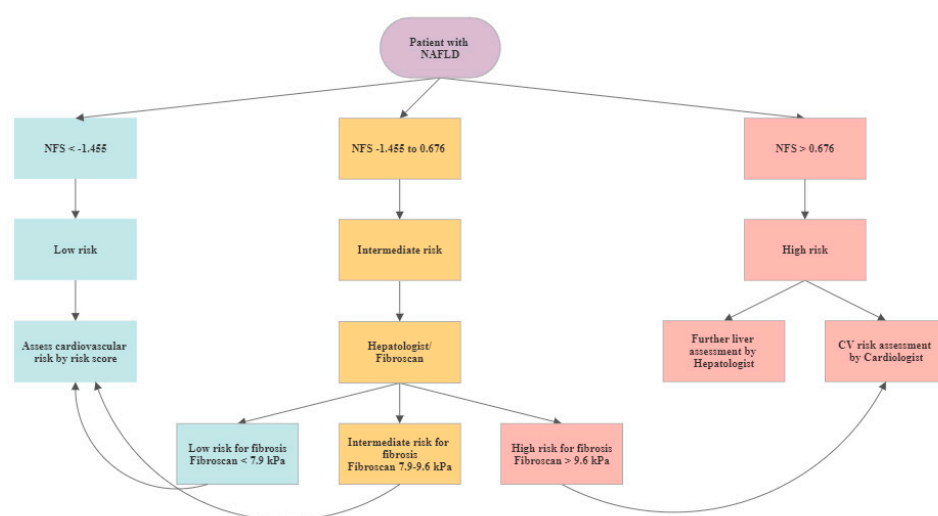 Patient with
NAFLD
NFS < -1.455
NFS -1.455 to 0.676
NFS > 0.676
Low risk
Intermediate risk
High risk
Assess cardiovascular
risk by risk score
Hepatologist/
Fibroscan
Further liver
assessment by
Hepatologist
CV risk assessment
by Cardiologist
Low risk for fibrosis
Fibroscan < 7.9 kPa
Intermediate risk for
fibrosis
Fibroscan 7.9-9.6 kPa
High risk for fibrosis
Fibroscan > 9.6 kPa